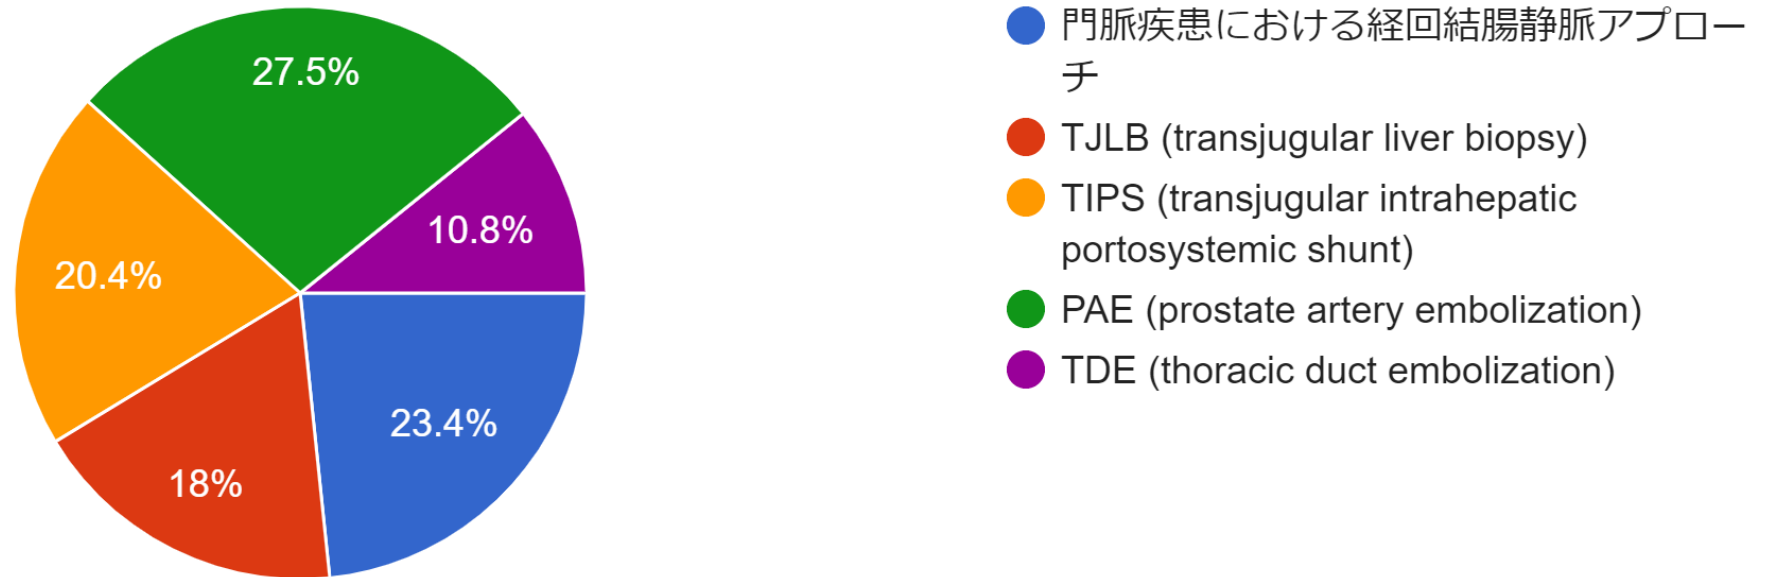 27.5%
10.8%
20.4%
23.4%
18%
門脈疾患における経回結腸静脈アプロー
チ
TJLB (transjugular liver biopsy)
TIPS (transjugular intrahepatic
portosystemic shunt)
PAE (prostate artery embolization)
TDE (thoracic duct embolization)